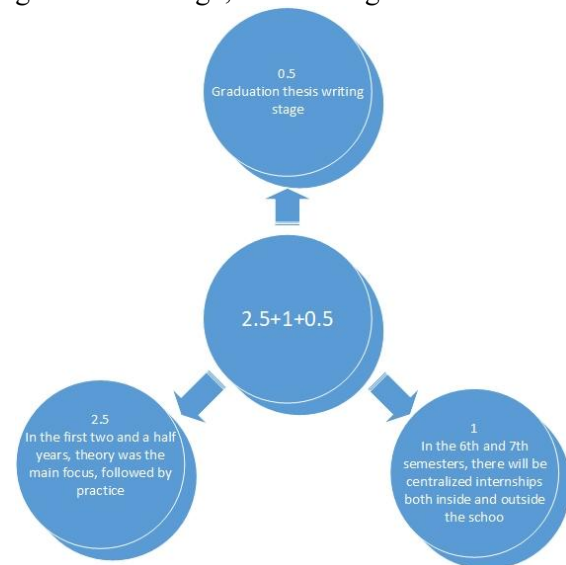 0.5
Graduation thesis writing
stage
2.5+1+0.5
2.5
In the first two and a half
years, theory was the
main focus, followed by
practice
1
In the 6th and 7th
semesters, there will be
centralized internships
both inside and outside
the schoo